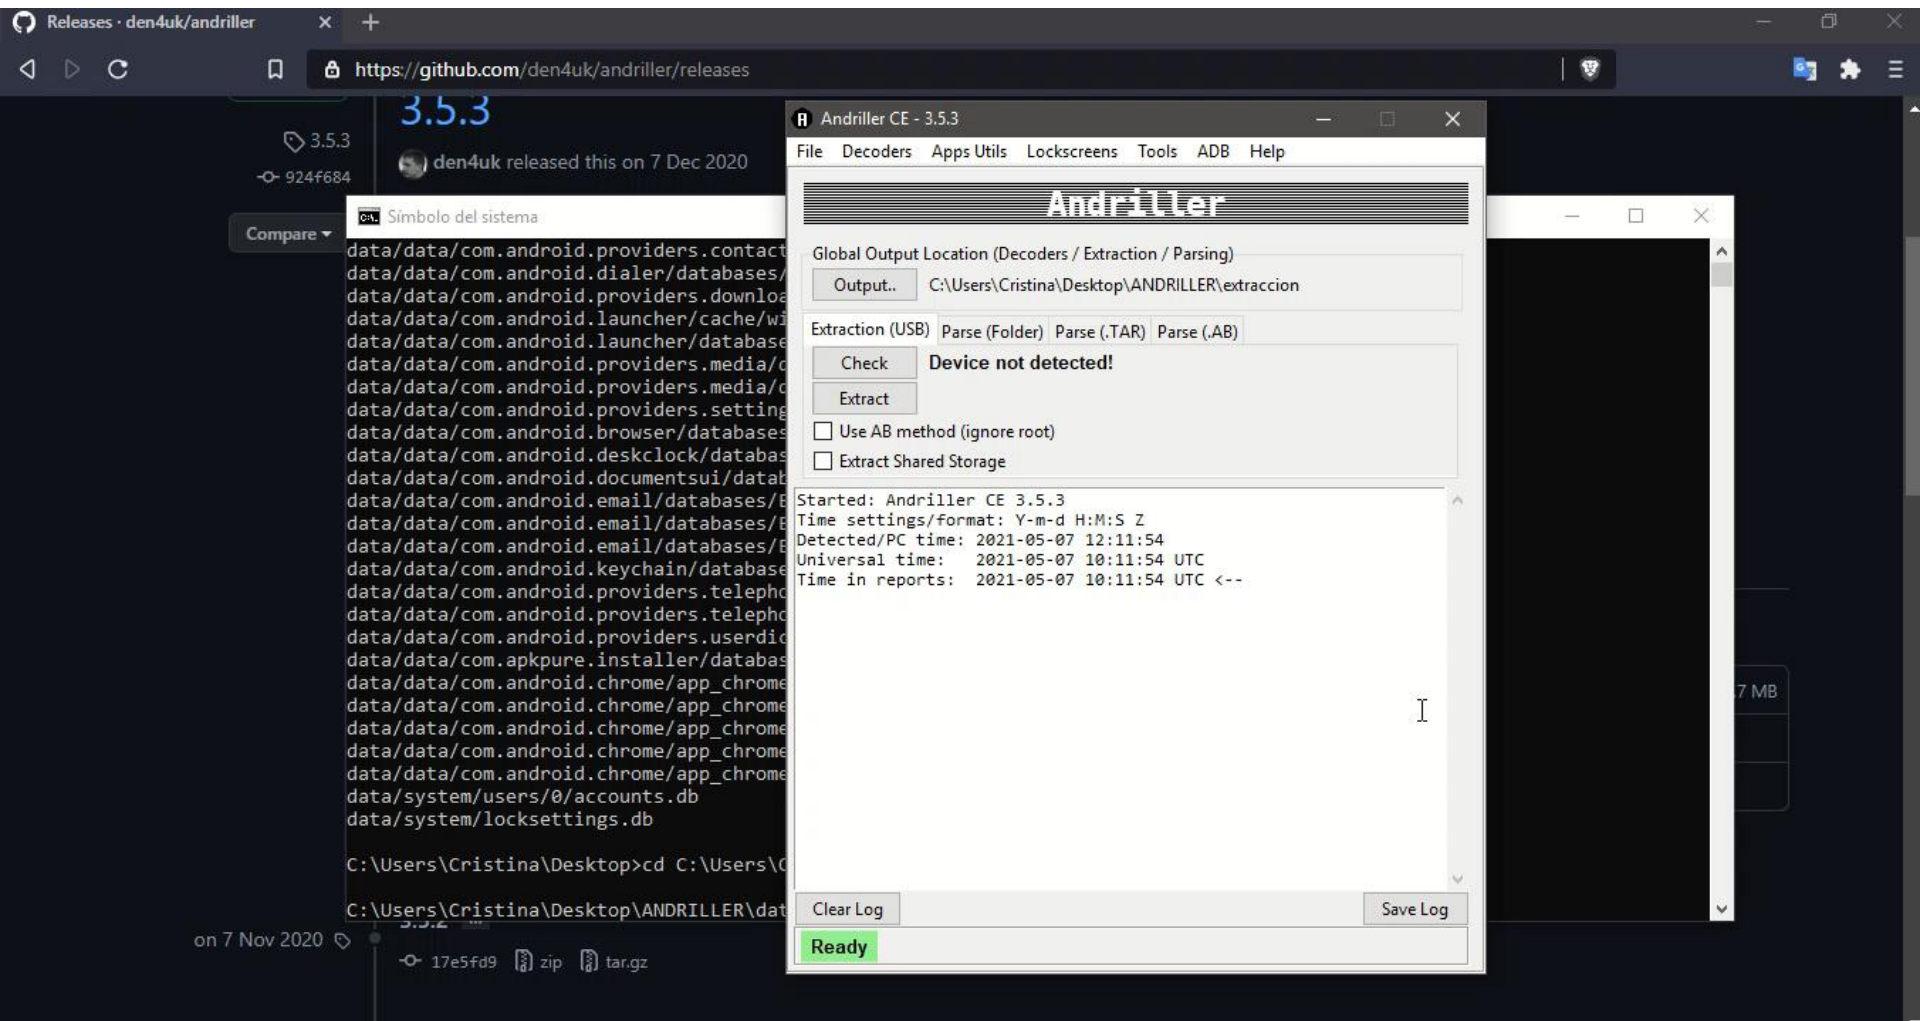 Releases · den4uk/andriller
https://github.com/den4uk/andriller/releases
3.5.3
3.5.3
den4uk released this on 7 Dec 2020
924f684
Compare
Símbolo del sistema
data/data/com.android.providers.contact
data/data/com.android.dialer/databases/
data/data/com.android.providers.downloa
data/data/com.android.launcher/cache/wi
data/data/com.android.launcher/database
data/data/com.android.providers.media/d
data/data/com.android.providers.media/d
data/data/com.android.providers.setting
data/data/com.android.browser/databases
data/data/com.android.deskclock/databas
data/data/com.android.documentsui/datab
data/data/com.android.email/databases/E
data/data/com.android.email/databases/E
data/data/com.android.email/databases/E
data/data/com.android.keychain/database
data/data/com.android.providers.telepho
data/data/com.android.providers.telepho
data/data/com.android.providers.userdic
data/data/com.apkpure.installer/databas
data/data/com.android.chrome/app_chrome
data/data/com.android.chrome/app_chrome
data/data/com.android.chrome/app_chrome
data/data/com.android.chrome/app_chrome
data/data/com.android.chrome/app_chrome
data/system/users/0/accounts.db
data/system/locksettings.db
C:\Users\Cristina\Desktop>cd C:\Users\C
C:\Users\Cristina\Desktop\ANDRILLER\dat
Andriller CE - 3.5.3
File Decoders Apps Utils Lockscreens Tools ADB Help
Andriller
Global Output Location (Decoders / Extraction / Parsing)
Output.. C:\Users\Cristina\Desktop\ANDRILLER\extraccion
Extraction (USB) Parse (Folder) Parse (.TAR) Parse (.AB)
Check Device not detected!
Extract
Use AB method (ignore root)
Extract Shared Storage
Started: Andriller CE 3.5.3
Time settings/format: Y-m-d H:M:S Z
Detected/PC time: 2021-05-07 12:11:54
Universal time: 2021-05-07 10:11:54 UTC
Time in reports: 2021-05-07 10:11:54 UTC <--
Clear Log Save Log
Ready
7 MB
3.5.2
on 7 Nov 2020
17e5fd9 zip tar.gz